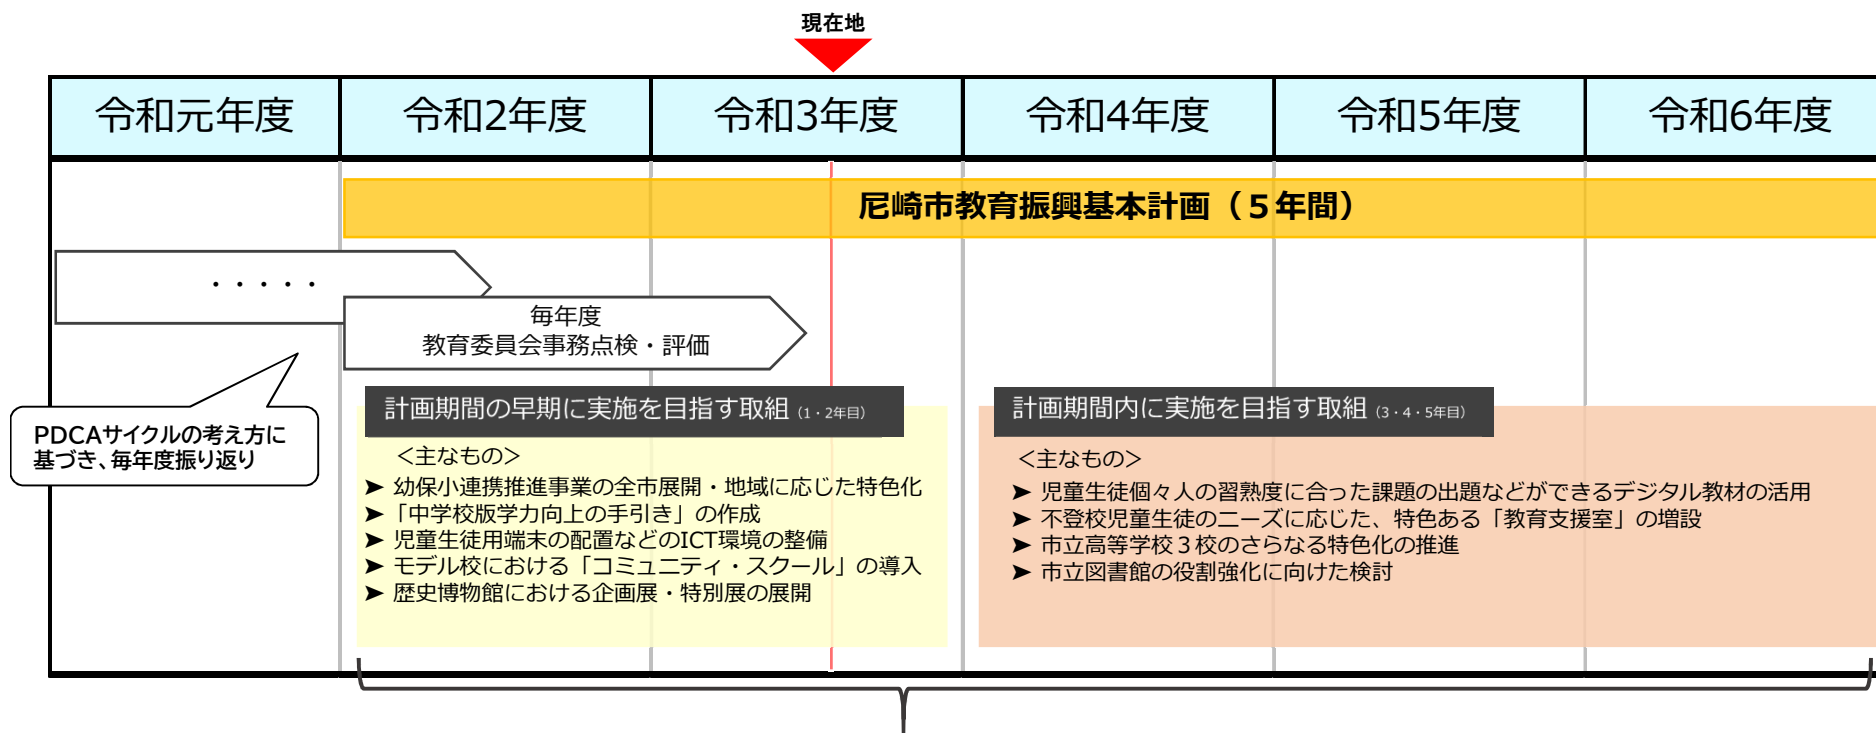 現在地
令和元年度
令和2年度
令和3年度
令和4年度
令和5年度
令和6年度
尼崎市教育振興基本計画（５年間）
・・・・・
毎年度
教育委員会事務点検・評価
PDCAサイクルの考え方に
基づき、毎年度振り返り
計画期間の早期に実施を目指す取組（1・2年目）
＜主なもの＞
➤ 幼保小連携推進事業の全市展開・地域に応じた特色化
➤ 「中学校版学力向上の手引き」の作成
➤ 児童生徒用端末の配置などのICT環境の整備
➤ モデル校における「コミュニティ・スクール」の導入
➤ 歴史博物館における企画展・特別展の展開
計画期間内に実施を目指す取組（3・4・5年目）
＜主なもの＞
➤ 児童生徒個々人の習熟度に合った課題の出題などができるデジタル教材の活用
➤ 不登校児童生徒のニーズに応じた、特色ある「教育支援室」の増設
➤ 市立高等学校３校のさらなる特色化の推進
➤ 市立図書館の役割強化に向けた検討